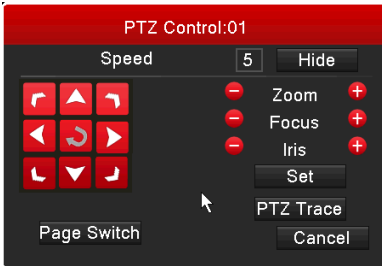 PTZ Control:01
Speed 5 Hide
Zoom
Focus
Iris
Set
PTZ Trace
Page Switch
Cancel